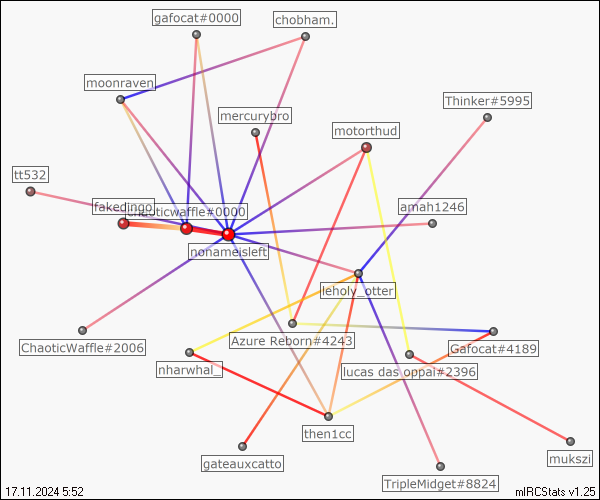 gafocat#0000
chobham.
moonraven
Thinker#5995
mercurybro
motorthud
tt532
fakedingo
chaoticwaffle#0000
amah1246
nonameisleft
leholy_otter
Azure Reborn#4243
ChaoticWaffle#2006
Gafocat#4189
nharwhal_
lucas das oppai#2396
then1cc
gateauxcatto
mukszi
TripleMidget#8824
17.11.2024 5:52
mIRCStats v1.25